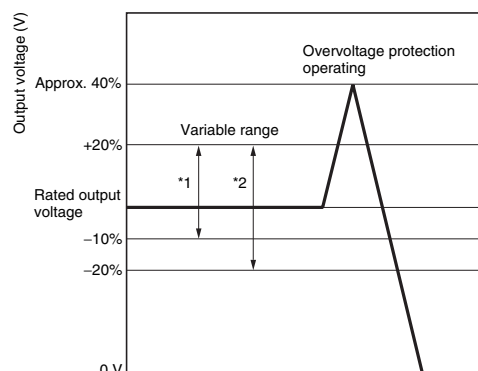 Output voltage (V)
Overvoltage protection
operating
Approx. 40%
+20%
Variable range
*1
*2
Rated output
voltage
−10%
−20%
0 V